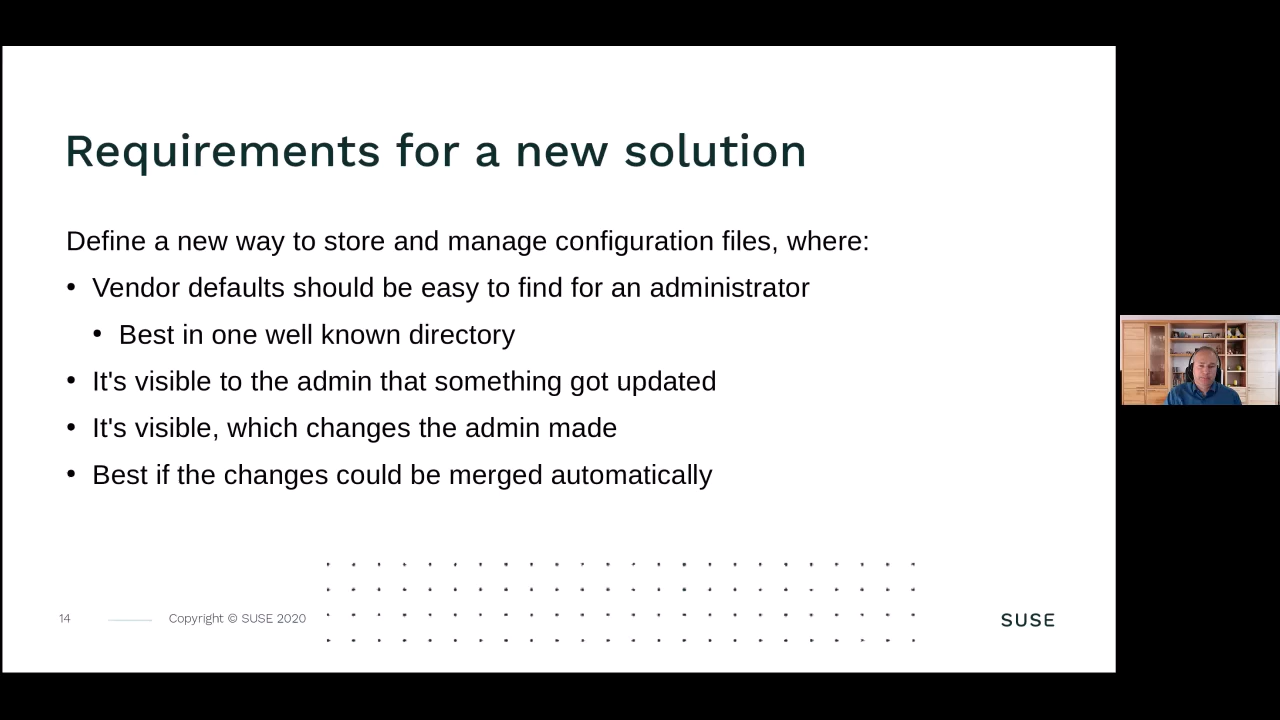 Requirements for a new solution
Define a new way to store and manage configuration files, where:
• Vendor defaults should be easy to find for an administrator
• Best in one well known directory
• It's visible to the admin that something got updated
• It's visible, which changes the admin made
• Best if the changes could be merged automatically
14
Copyright © SUSE 2020
SUSE